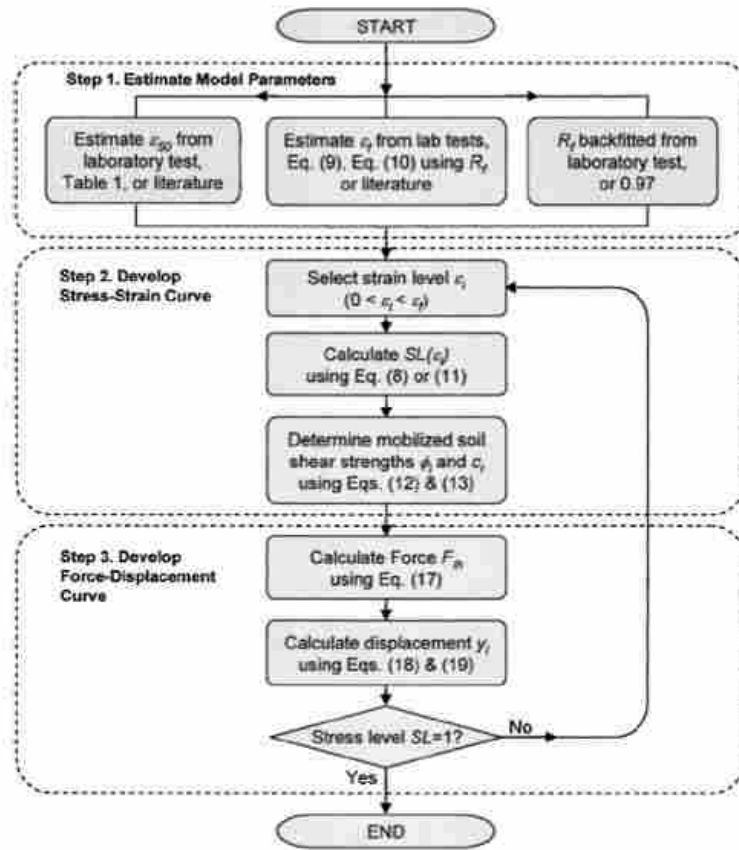 START
Step 1. Estimate Model Parameters
Estimate ε50 from
laboratory test,
Table 1, or literature
Estimate εf from lab tests,
Eq. (9), Eq. (10) using Rf
or literature
Rf backfitted from
laboratory test,
or 0.97
Step 2. Develop
Stress-Strain Curve
Select strain level εi
(0 < εi < εf)
Calculate SL(εi)
using Eq. (8) or (11)
Determine mobilized soil
shear strengths ϕi and ci
using Eqs. (12) & (13)
Step 3. Develop
Force-Displacement
Curve
Calculate Force Fih
using Eq. (17)
Calculate displacement yi
using Eqs. (18) & (19)
Stress level SL=1?
No
Yes
END